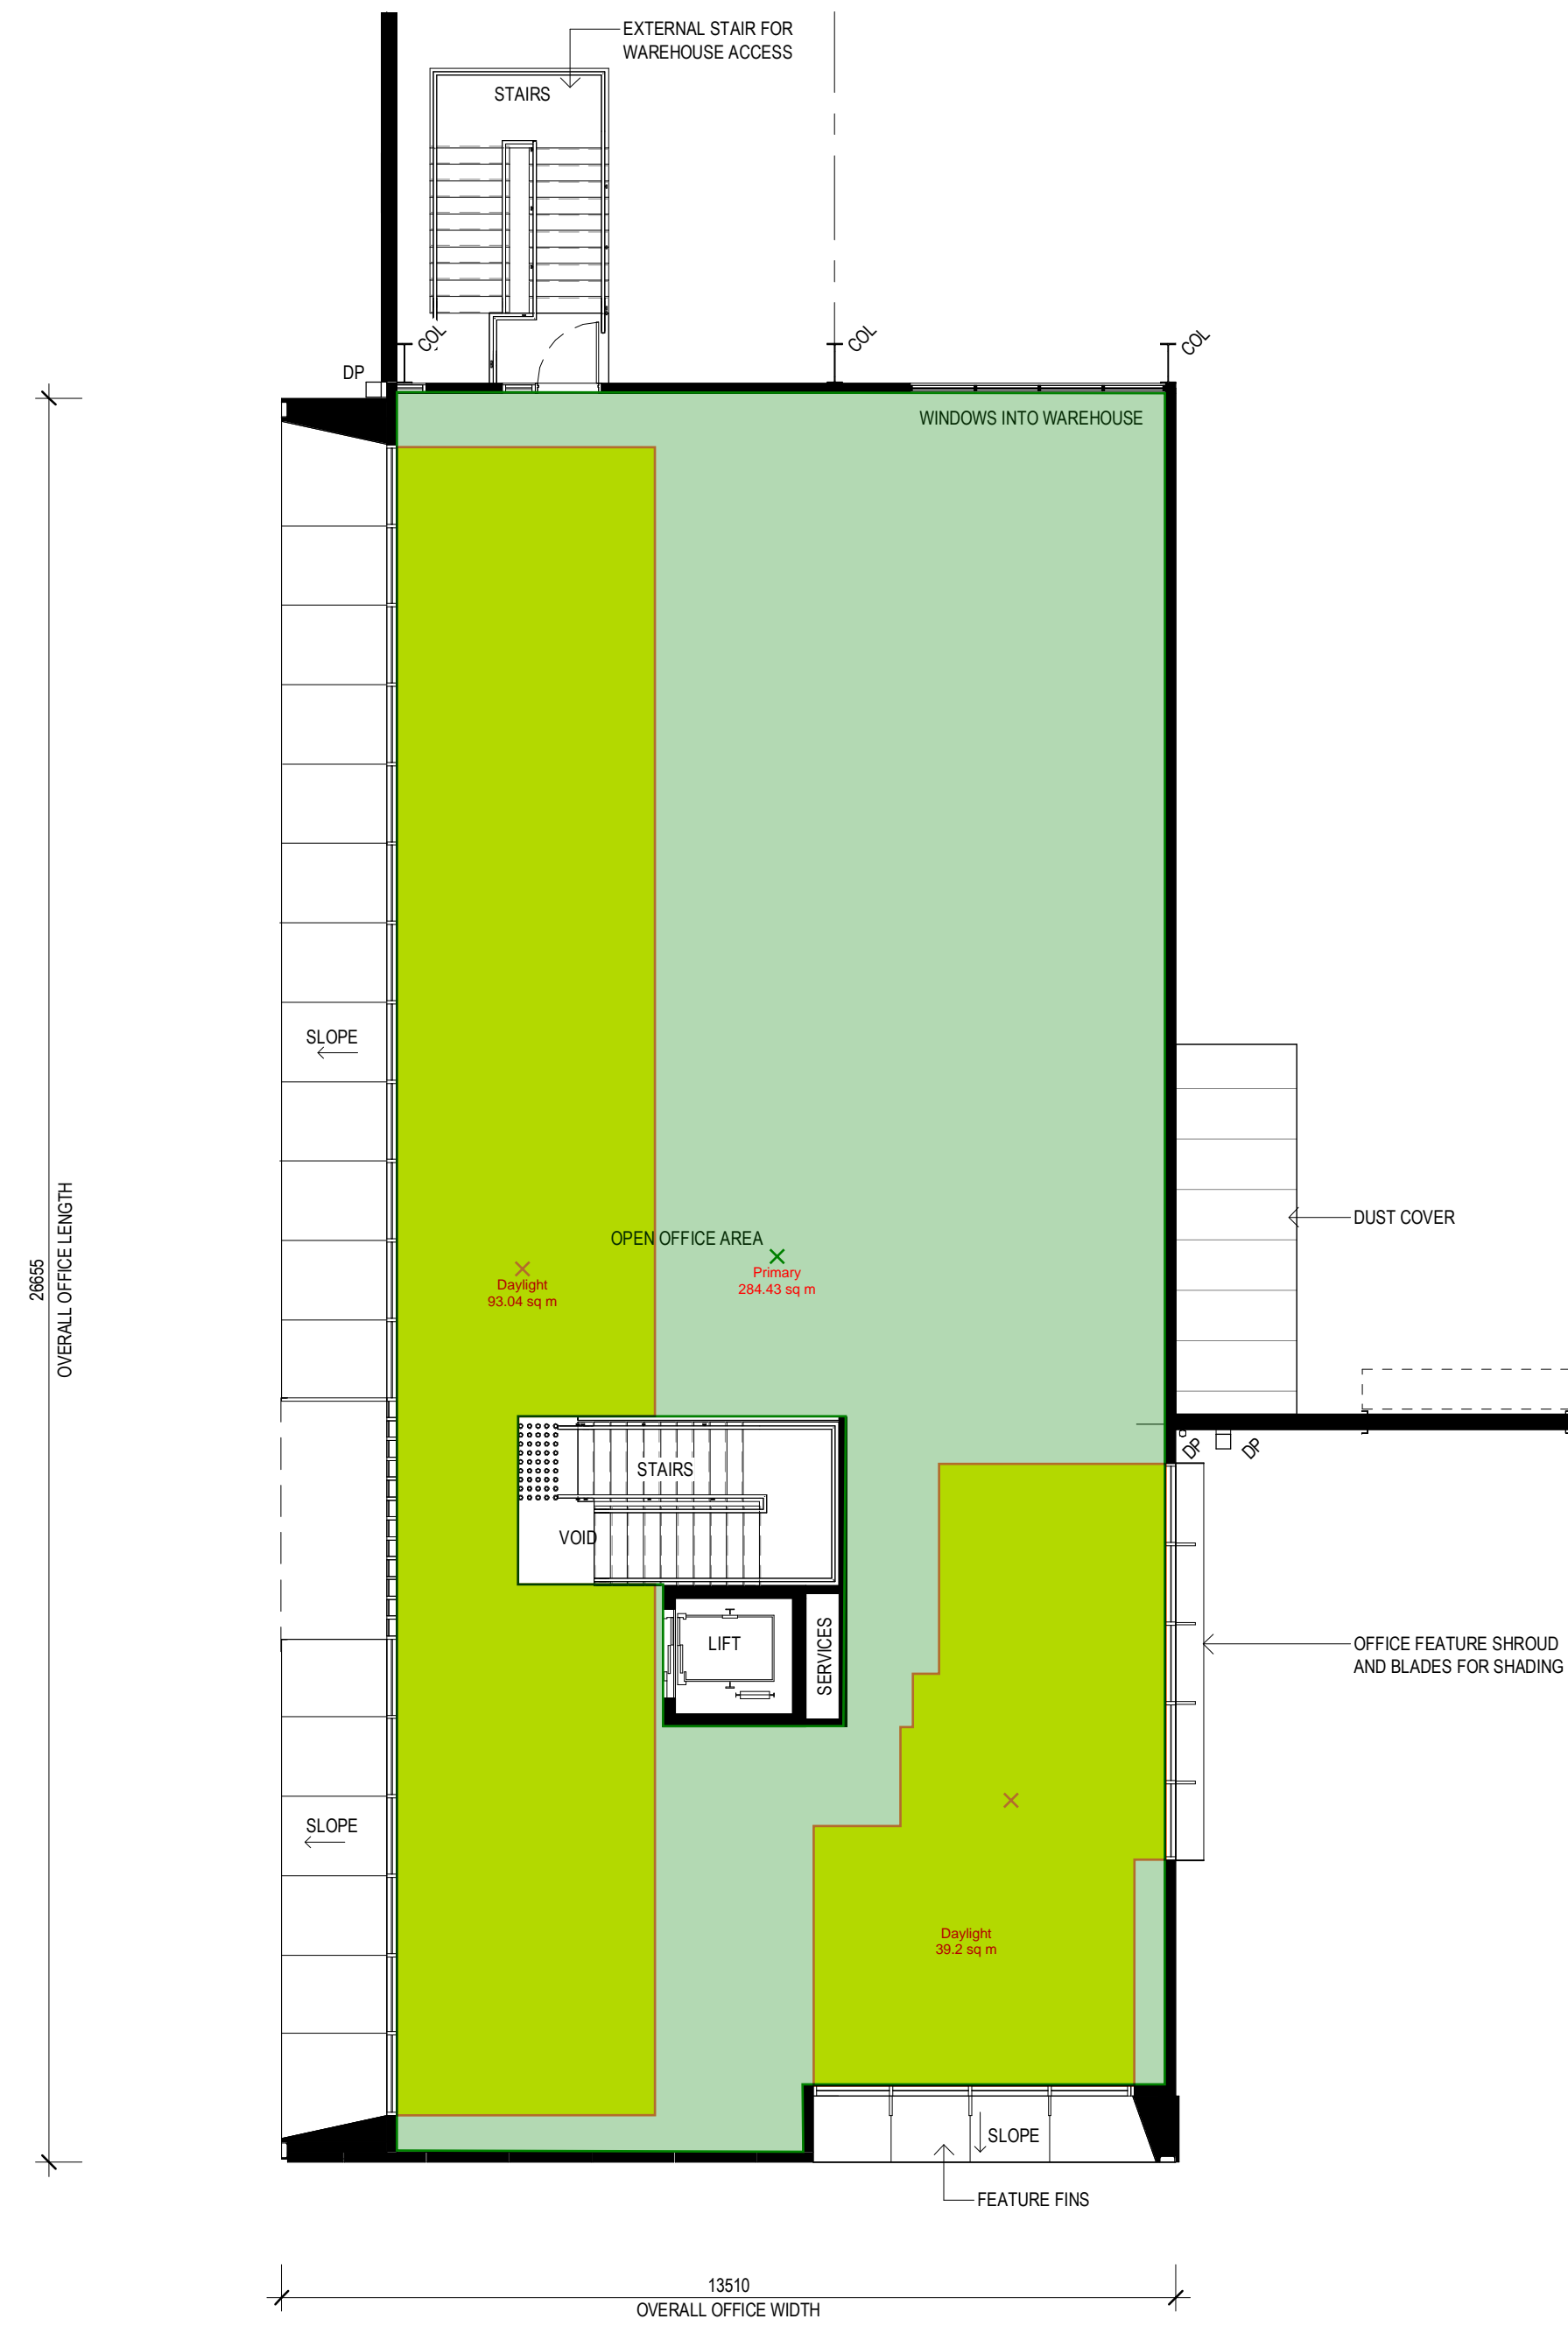 EXTERNAL STAIR FOR
WAREHOUSE ACCESS
STAIRS
COL
COL
COL
DP
WINDOWS INTO WAREHOUSE
SLOPE
26655
OVERALL OFFICE LENGTH
OPEN OFFICE AREA
Daylight
93.04 sq m
Primary
284.43 sq m
DUST COVER
DP
DP
STAIRS
VOID
LIFT
SERVICES
OFFICE FEATURE SHROUD
AND BLADES FOR SHADING
SLOPE
Daylight
39.2 sq m
SLOPE
FEATURE FINS
13510
OVERALL OFFICE WIDTH